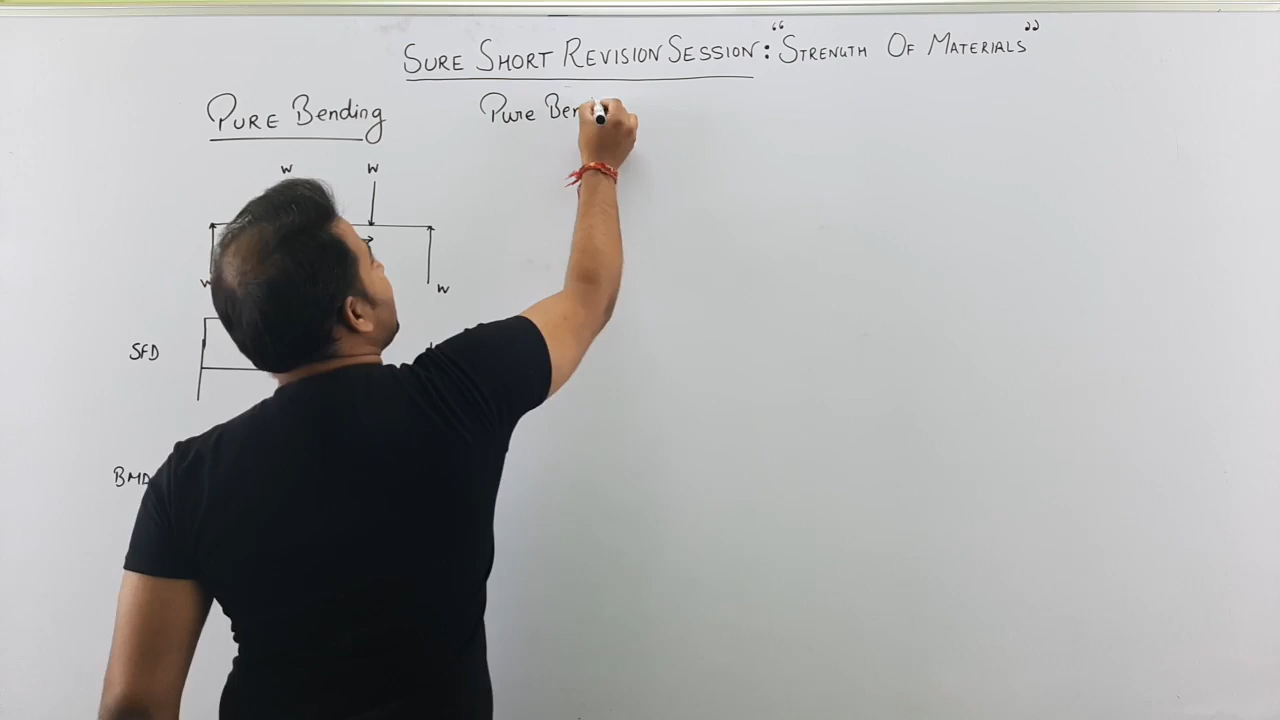 SURE SHORT REVISION SESSION: "STRENGTH OF MATERIALS"
PURE Bending
Pure Ben
W W
W W
SFD
BMD